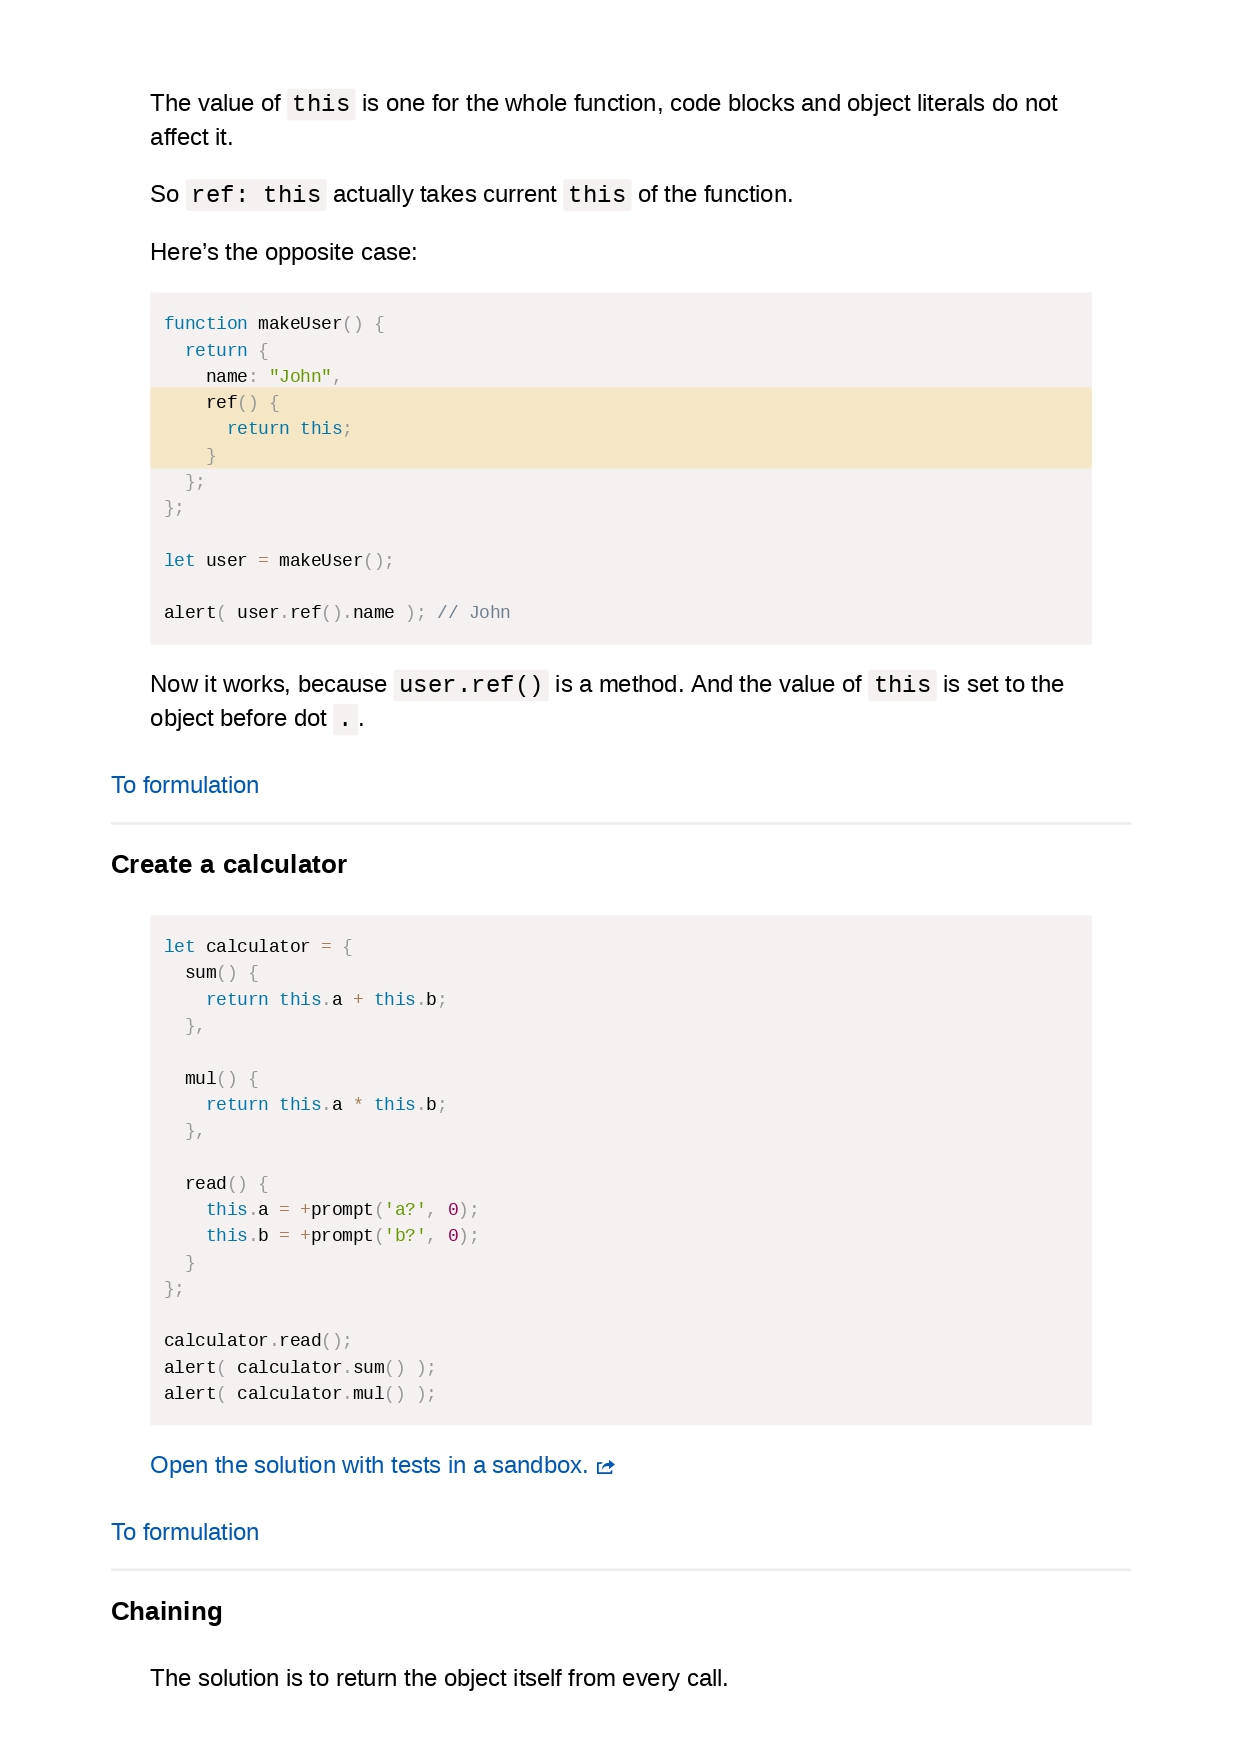 The value of this is one for the whole function, code blocks and object literals do not
affect it.
So ref: this actually takes current this of the function.
Here’s the opposite case:
function makeUser() {
  return {
    name: "John",
    ref() {
      return this;
    }
  };
};

let user = makeUser();

alert( user.ref().name ); // John
Now it works, because user.ref() is a method. And the value of this is set to the
object before dot . .
To formulation
Create a calculator
let calculator = {
  sum() {
    return this.a + this.b;
  },

  mul() {
    return this.a * this.b;
  },

  read() {
    this.a = +prompt('a?', 0);
    this.b = +prompt('b?', 0);
  }
};

calculator.read();
alert( calculator.sum() );
alert( calculator.mul() );
Open the solution with tests in a sandbox.
To formulation
Chaining
The solution is to return the object itself from every call.